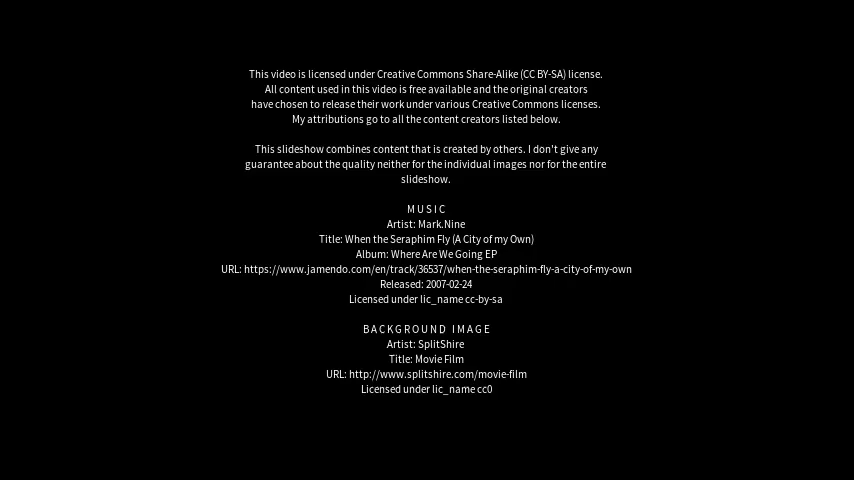 This video is licensed under Creative Commons Share-Alike (CC BY-SA) license.
All content used in this video is free available and the original creators
have chosen to release their work under various Creative Commons licenses.
My attributions go to all the content creators listed below.
This slideshow combines content that is created by others. I don't give any
guarantee about the quality neither for the individual images nor for the entire
slideshow.
MUSIC
Artist: Mark.Nine
Title: When the Seraphim Fly (A City of my Own)
Album: Where Are We Going EP
URL: https://www.jamendo.com/en/track/36537/when-the-seraphim-fly-a-city-of-my-own
Released: 2007-02-24
Licensed under lic_name cc-by-sa
BACKGROUND IMAGE
Artist: SplitShire
Title: Movie Film
URL: http://www.splitshire.com/movie-film
Licensed under lic_name cc0